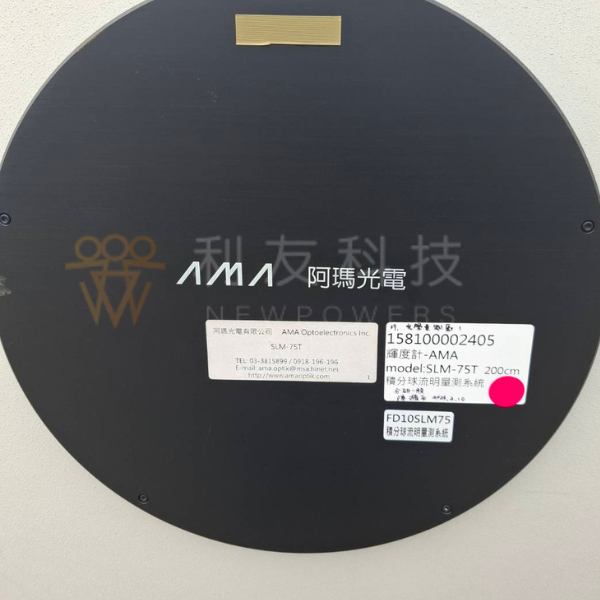 利友科技
NEWPOWERS
AMA 阿瑪光電
阿瑪光電有限公司 AMA Optoelectronics Inc.
SLM-75T
TEL: 03-3815899 / 0918-196-196
E-mail: ama.optik@msa.hinet.net
http://www.amaoptik.com
158100002405
輝度計-AMA
model:SLM-75T 200cm
積分球流明量測系統
FD10SLM75
積分球流明量測系統